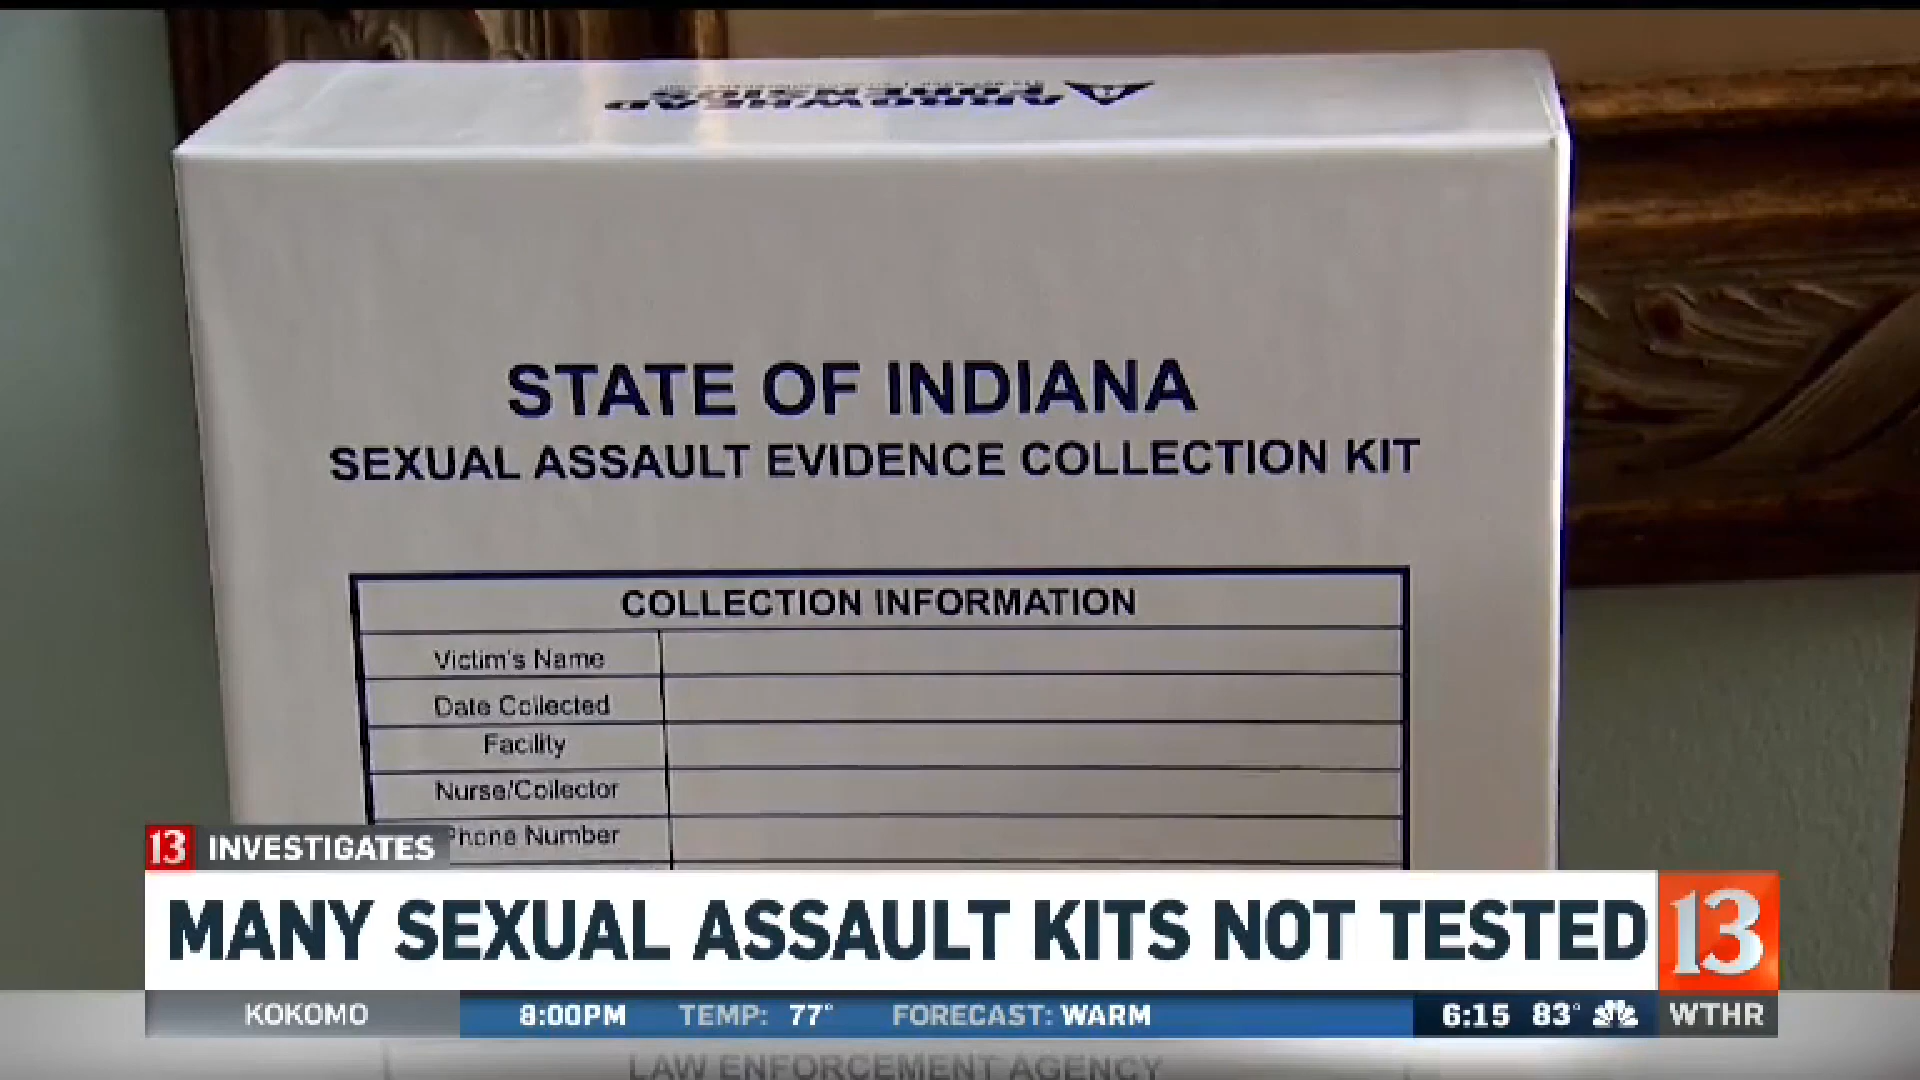 ARROWHEAD
FORENSICS
STATE OF INDIANA
SEXUAL ASSAULT EVIDENCE COLLECTION KIT
COLLECTION INFORMATION
Victim's Name
Date Collected
Facility
Nurse/Collector
Phone Number
13 INVESTIGATES
MANY SEXUAL ASSAULT KITS NOT TESTED 13
KOKOMO 8:00PM TEMP: 77° FORECAST: WARM 6:15 83° WTHR
LAW ENFORCEMENT AGENCY